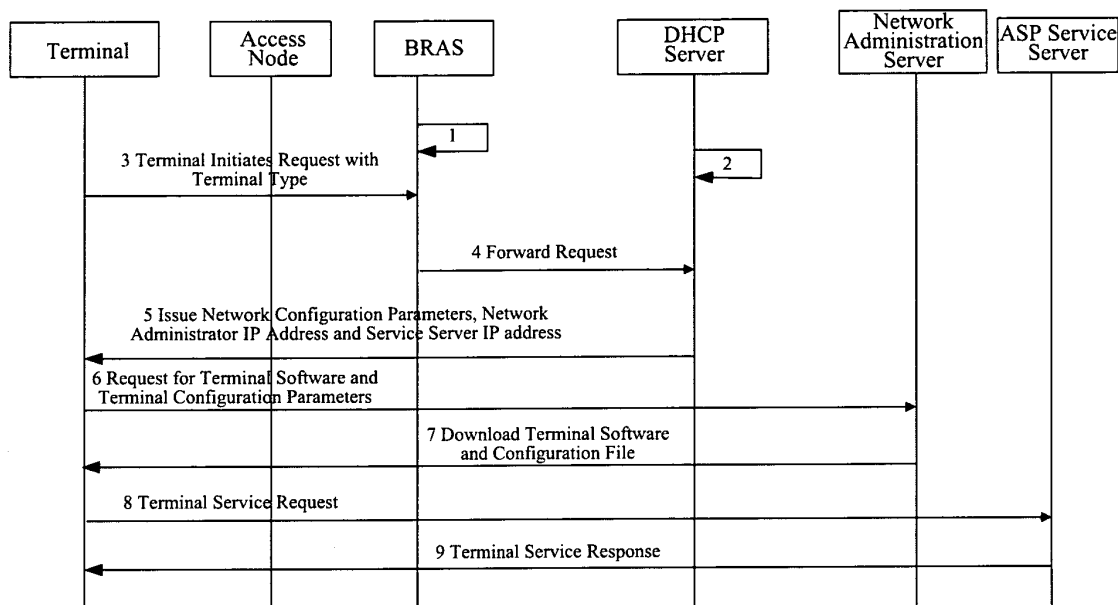 Terminal
Access
Node
BRAS
DHCP
Server
Network
Administration
Server
ASP Service
Server
1
2
3 Terminal Initiates Request with
Terminal Type
4 Forward Request
5 Issue Network Configuration Parameters, Network
Administrator IP Address and Service Server IP address
6 Request for Terminal Software and
Terminal Configuration Parameters
7 Download Terminal Software
and Configuration File
8 Terminal Service Request
9 Terminal Service Response